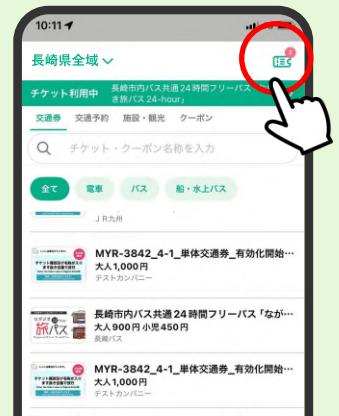 10:11
長崎県全域
3
チケット利用中 長崎市内バス共通24時間フリーパス
き旅パス24-hour」
交通券 交通予約 施設・観光 クーポン
チケット・クーポン名称を入力
全て 電車 バス 船・水上バス
JR九州
MYR-3842_4-1_単体交通券_有効化開始…
大人1,000円
テストカンパニー
長崎市内バス共通24時間フリーパス「なが…
大人900円 小児450円
長崎バス
旅パス
MYR-3842_4-1_単体交通券_有効化開始…
大人1,000円
テストカンパニー